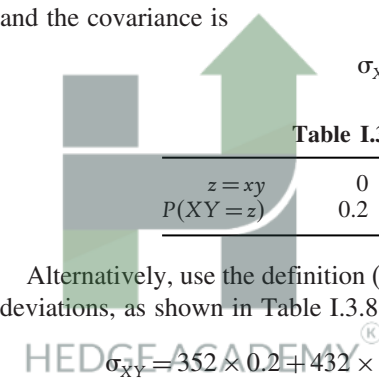 and the covariance is
σX
Table I.3
z = xy 0
P(XY = z) 0.2
Alternatively, use the definition (
deviations, as shown in Table I.3.8
HEDGE ACADEMY ®
σXY = 352 × 0.2 + 432 ×